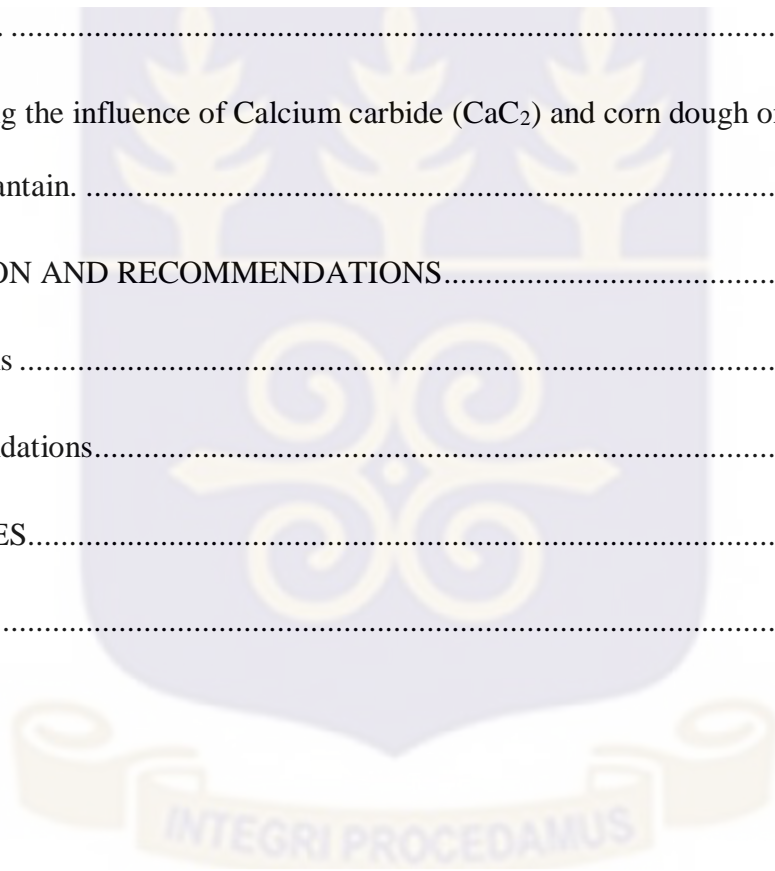 . ................................................................................
g the influence of Calcium carbide (CaC₂) and corn dough o
antain. ................................................................................
ON AND RECOMMENDATIONS........................................
s ................................................................................
dations................................................................................
ES................................................................................
................................................................................
INTEGRI PROCEDAMUS